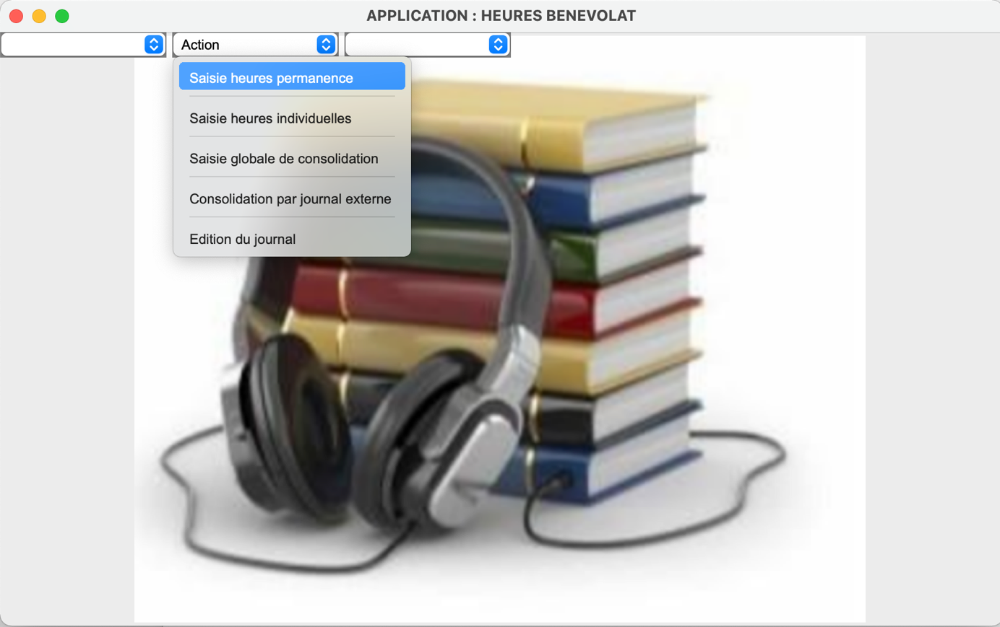 APPLICATION : HEURES BENEVOLAT
Action
Saisie heures permanence
Saisie heures individuelles
Saisie globale de consolidation
Consolidation par journal externe
Edition du journal